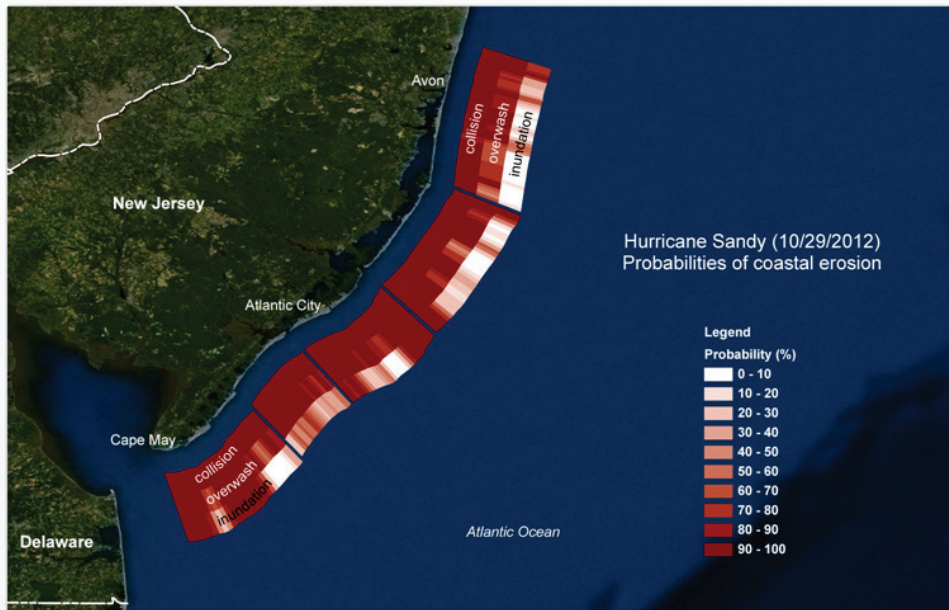 Avon
collision
overwash
inundation
New Jersey
Hurricane Sandy (10/29/2012)
Probabilities of coastal erosion
Atlantic City
Legend
Probability (%)
0 - 10
10 - 20
20 - 30
30 - 40
40 - 50
50 - 60
60 - 70
70 - 80
80 - 90
90 - 100
Cape May
collision
overwash
inundation
Delaware
Atlantic Ocean